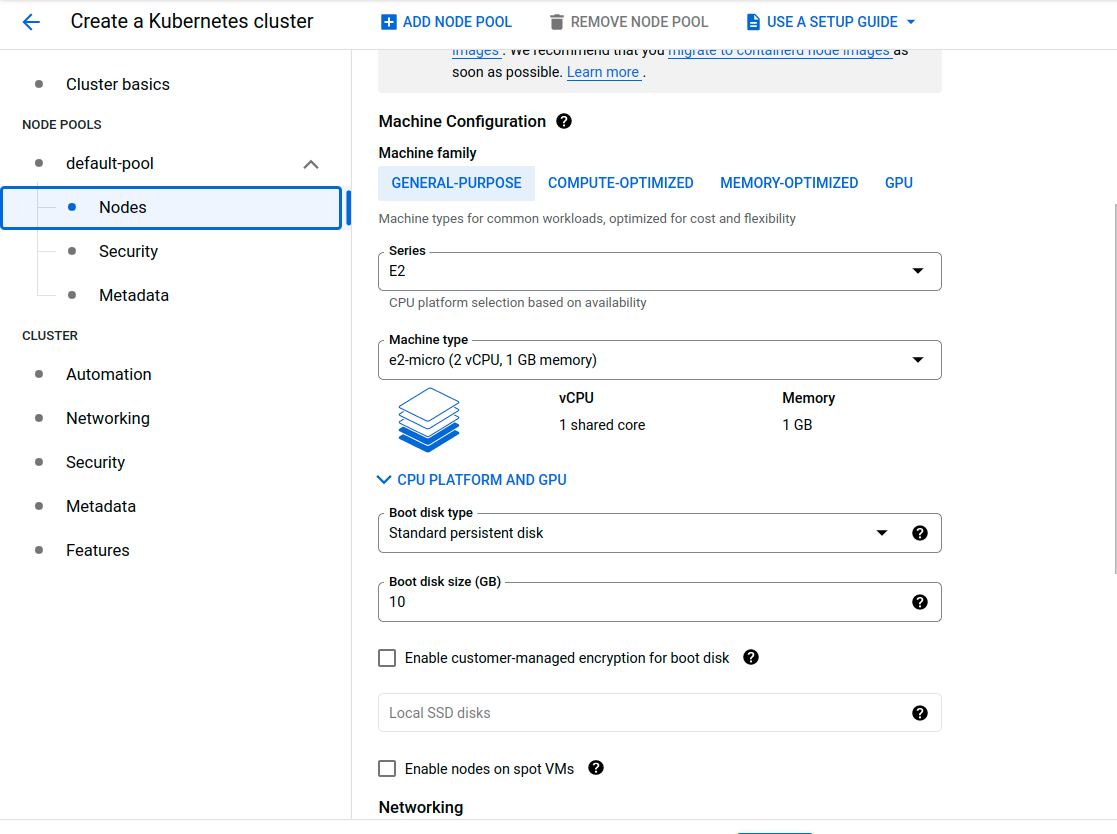 Create a Kubernetes cluster
ADD NODE POOL
REMOVE NODE POOL
USE A SETUP GUIDE
Cluster basics
NODE POOLS
default-pool
Nodes
Security
Metadata
CLUSTER
Automation
Networking
Security
Metadata
Features
images . We recommend that you migrate to containerd node images as
soon as possible. Learn more .
Machine Configuration
Machine family
GENERAL-PURPOSE
COMPUTE-OPTIMIZED
MEMORY-OPTIMIZED
GPU
Machine types for common workloads, optimized for cost and flexibility
Series
E2
CPU platform selection based on availability
Machine type
e2-micro (2 vCPU, 1 GB memory)
vCPU
Memory
1 shared core
1 GB
CPU PLATFORM AND GPU
Boot disk type
Standard persistent disk
Boot disk size (GB)
10
Enable customer-managed encryption for boot disk
Local SSD disks
Enable nodes on spot VMs
Networking